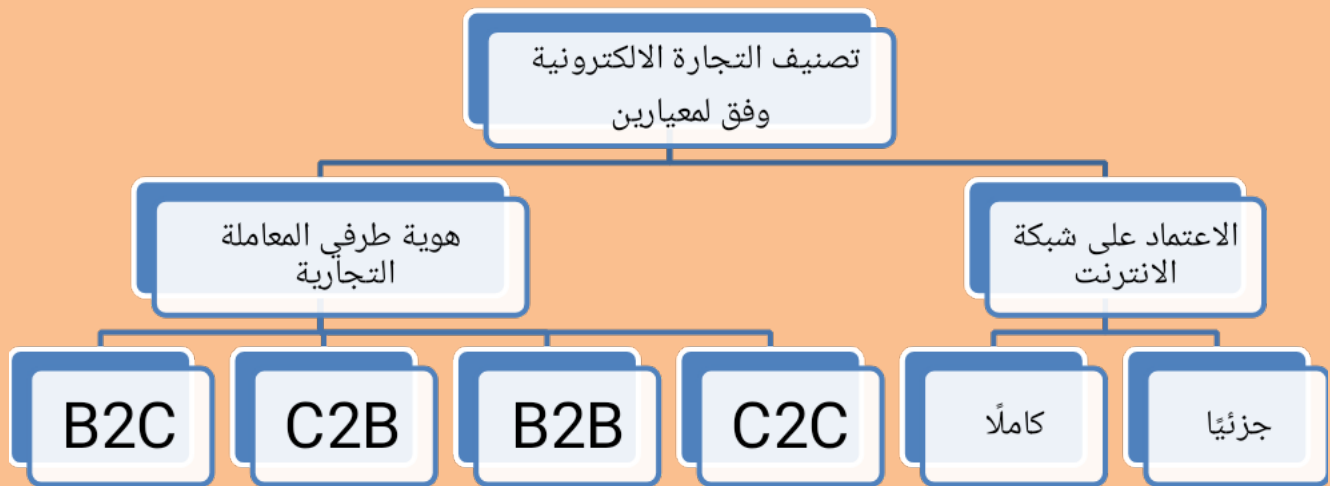 تصنيف التجارة الالكترونية
وفق لمعيارين
الاعتماد على شبكة
الانترنت
هوية طرفي المعاملة
التجارية
جزئيًا
كاملًا
C2C
B2B
C2B
B2C